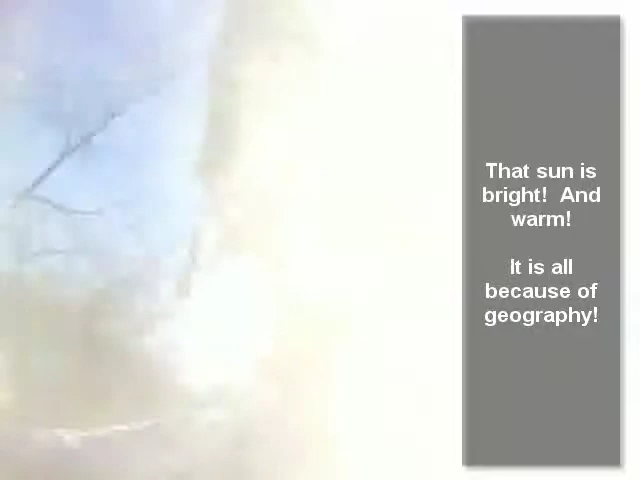 That sun is
bright!  And
warm!
It is all
because of
geography!